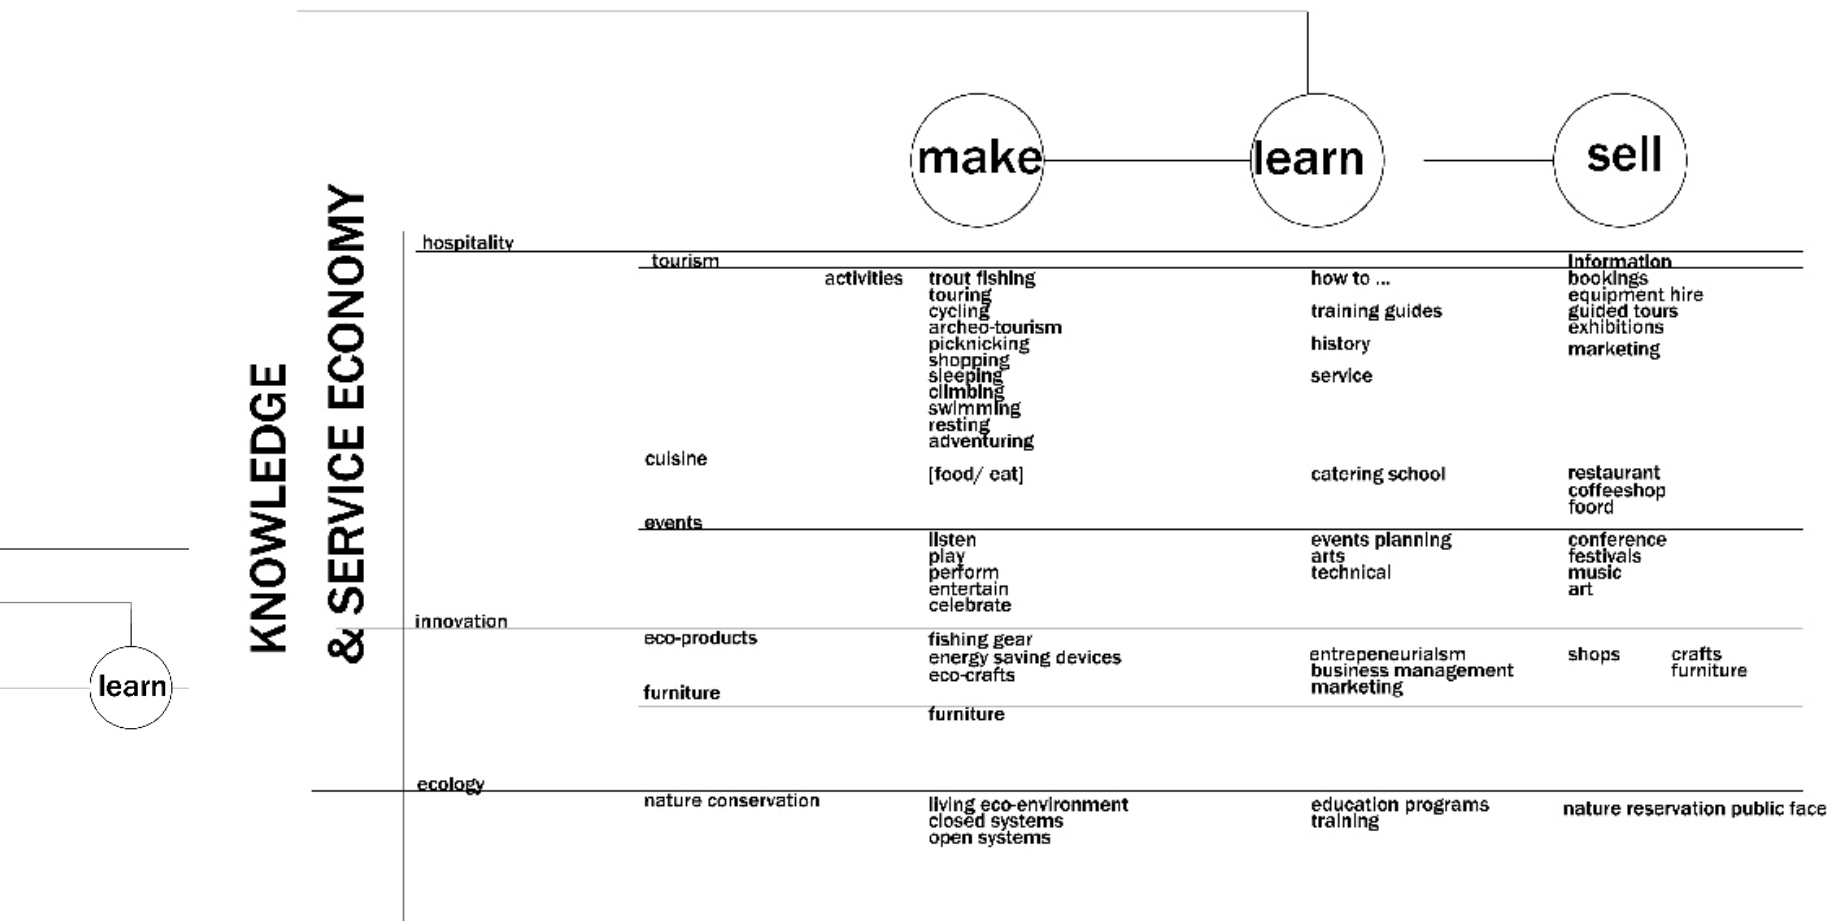 make learn sell
KNOWLEDGE
& SERVICE ECONOMY
hospitality
tourism information
activities trout fishing how to ... bookings
touring equipment hire
cycling training guides guided tours
archeo-tourism exhibitions
picknicking history marketing
shopping
sleeping service
climbing
swimming
resting
adventuring
cuisine
[food/ eat] catering school restaurant
coffeeshop
foord
events
listen events planning conference
play arts festivals
perform technical music
entertain art
celebrate
innovation
eco-products fishing gear
energy saving devices entrepeneurialsm shops crafts
eco-crafts business management furniture
furniture marketing
furniture
learn
ecology
nature conservation living eco-environment education programs nature reservation public face
closed systems training
open systems